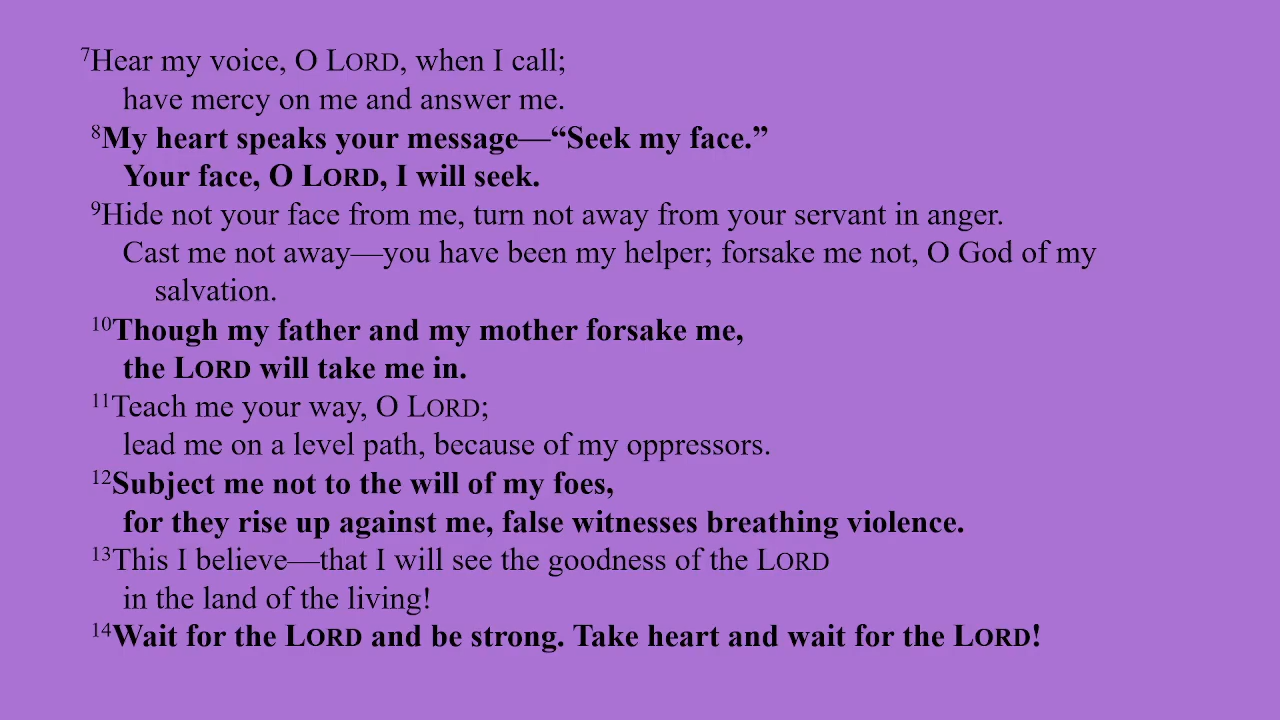 7Hear my voice, O LORD, when I call;
have mercy on me and answer me.
8My heart speaks your message—“Seek my face.”
Your face, O LORD, I will seek.
9Hide not your face from me, turn not away from your servant in anger.
Cast me not away—you have been my helper; forsake me not, O God of my
salvation.
10Though my father and my mother forsake me,
the LORD will take me in.
11Teach me your way, O LORD;
lead me on a level path, because of my oppressors.
12Subject me not to the will of my foes,
for they rise up against me, false witnesses breathing violence.
13This I believe—that I will see the goodness of the LORD
in the land of the living!
14Wait for the LORD and be strong. Take heart and wait for the LORD!